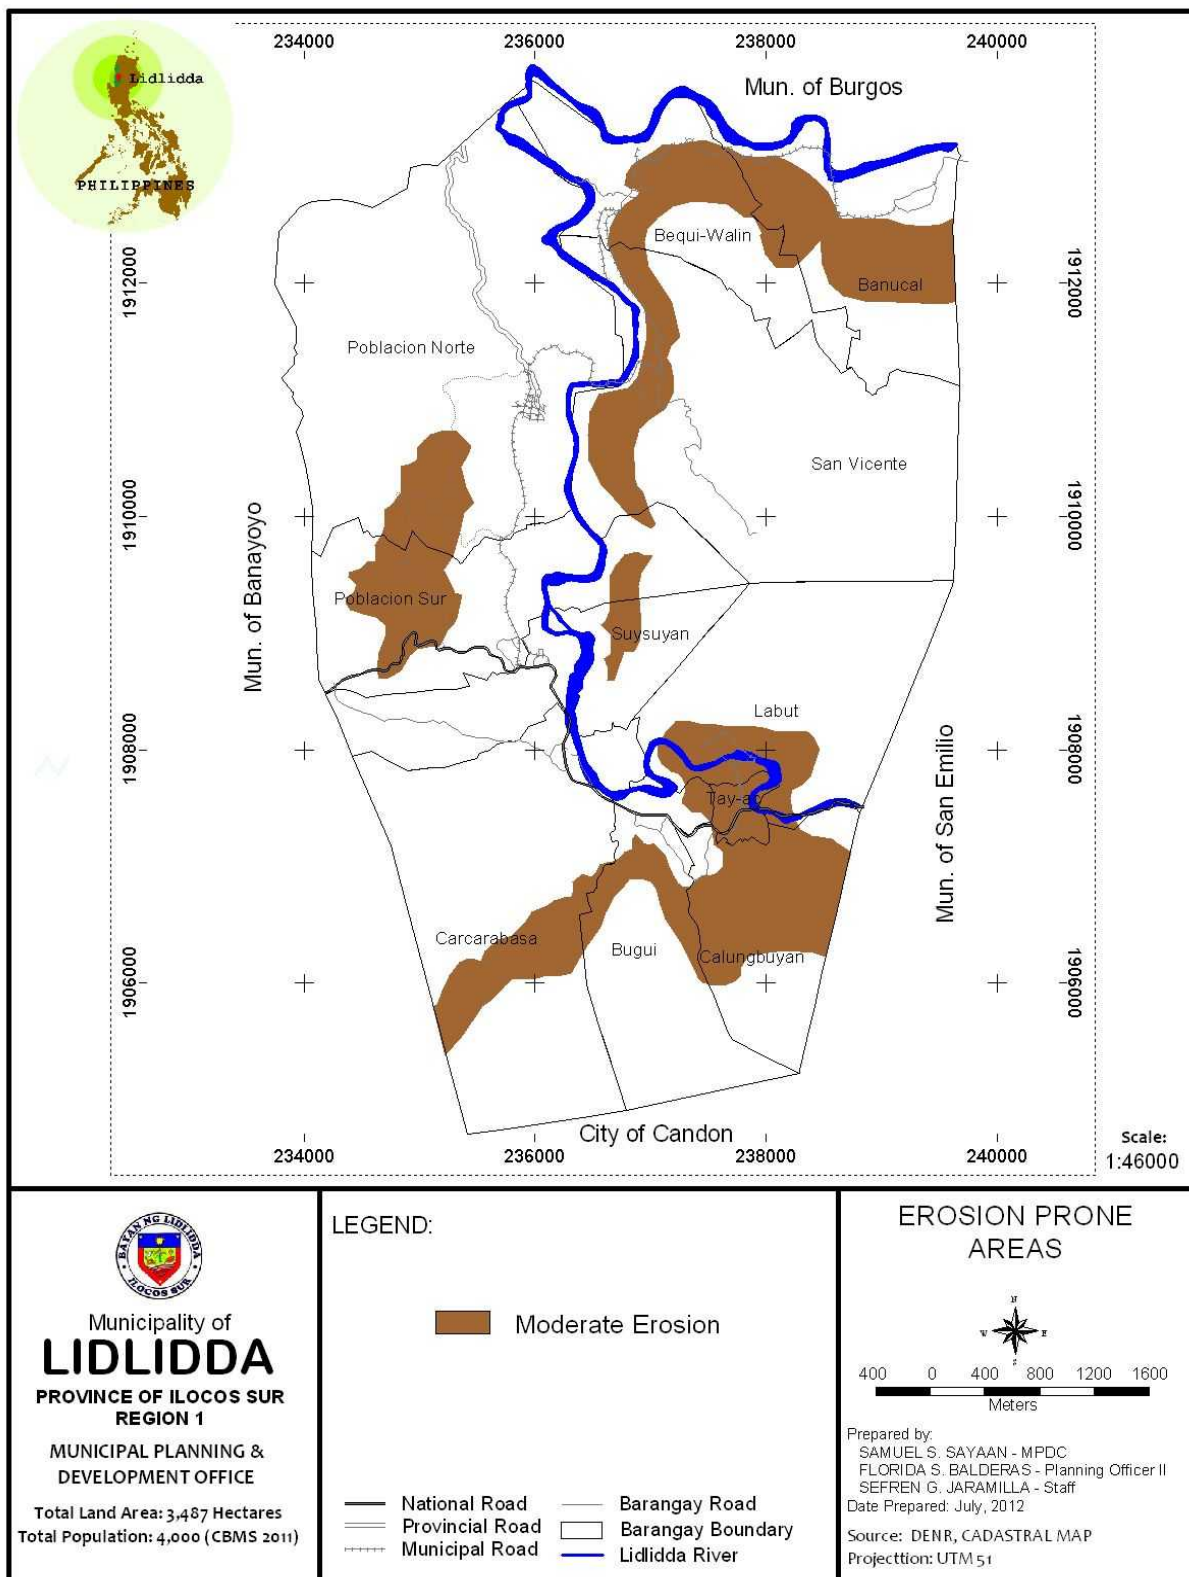 234000 236000 238000 240000
Lidlidda
PHILIPPINES
Mun. of Burgos
Bequi-Walin
1912000 1912000
Banucal
Poblacion Norte
San Vicente
1910000 1910000
Mun. of Banayoyo
Poblacion Sur
Suysuyan
Labut
1908000 1908000
Tay-ac
Mun. of San Emilio
Carcarabasa
Bugui
Calungbuyan
1906000 1906000
City of Candon
234000 236000 238000 240000
Scale:
1:46000
BAYAN NG LIDLIDDA
ILOCOS SUR
Municipality of
LIDLIDDA
PROVINCE OF ILOCOS SUR
REGION 1
MUNICIPAL PLANNING &
DEVELOPMENT OFFICE
Total Land Area: 3,487 Hectares
Total Population: 4,000 (CBMS 2011)
LEGEND:
Moderate Erosion
National Road
Provincial Road
Municipal Road
Barangay Road
Barangay Boundary
Lidlidda River
EROSION PRONE
AREAS
N
W E
S
400 0 400 800 1200 1600
Meters
Prepared by:
SAMUEL S. SAYAAN - MPDC
FLORIDA S. BALDERAS - Planning Officer II
SEFREN G. JARAMILLA - Staff
Date Prepared: July, 2012
Source: DENR, CADASTRAL MAP
Projecttion: UTM 51